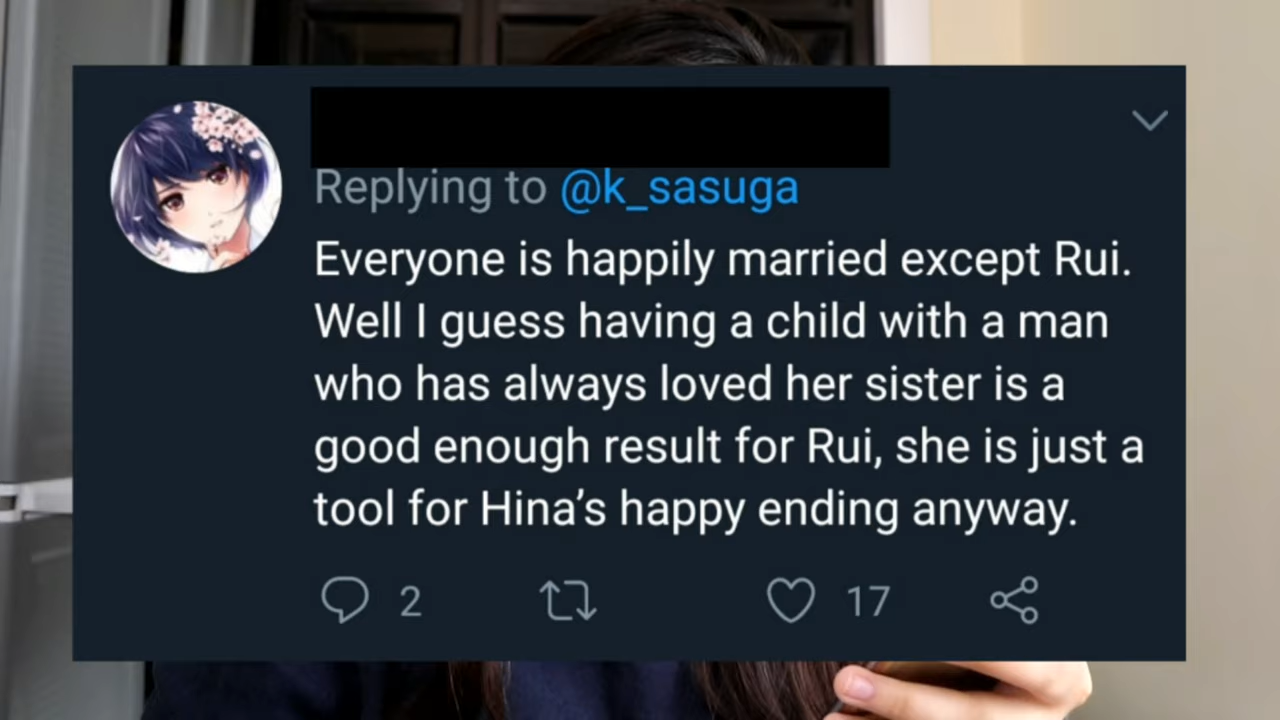 Replying to @k_sasuga
Everyone is happily married except Rui.
Well I guess having a child with a man
who has always loved her sister is a
good enough result for Rui, she is just a
tool for Hina’s happy ending anyway.
2 17